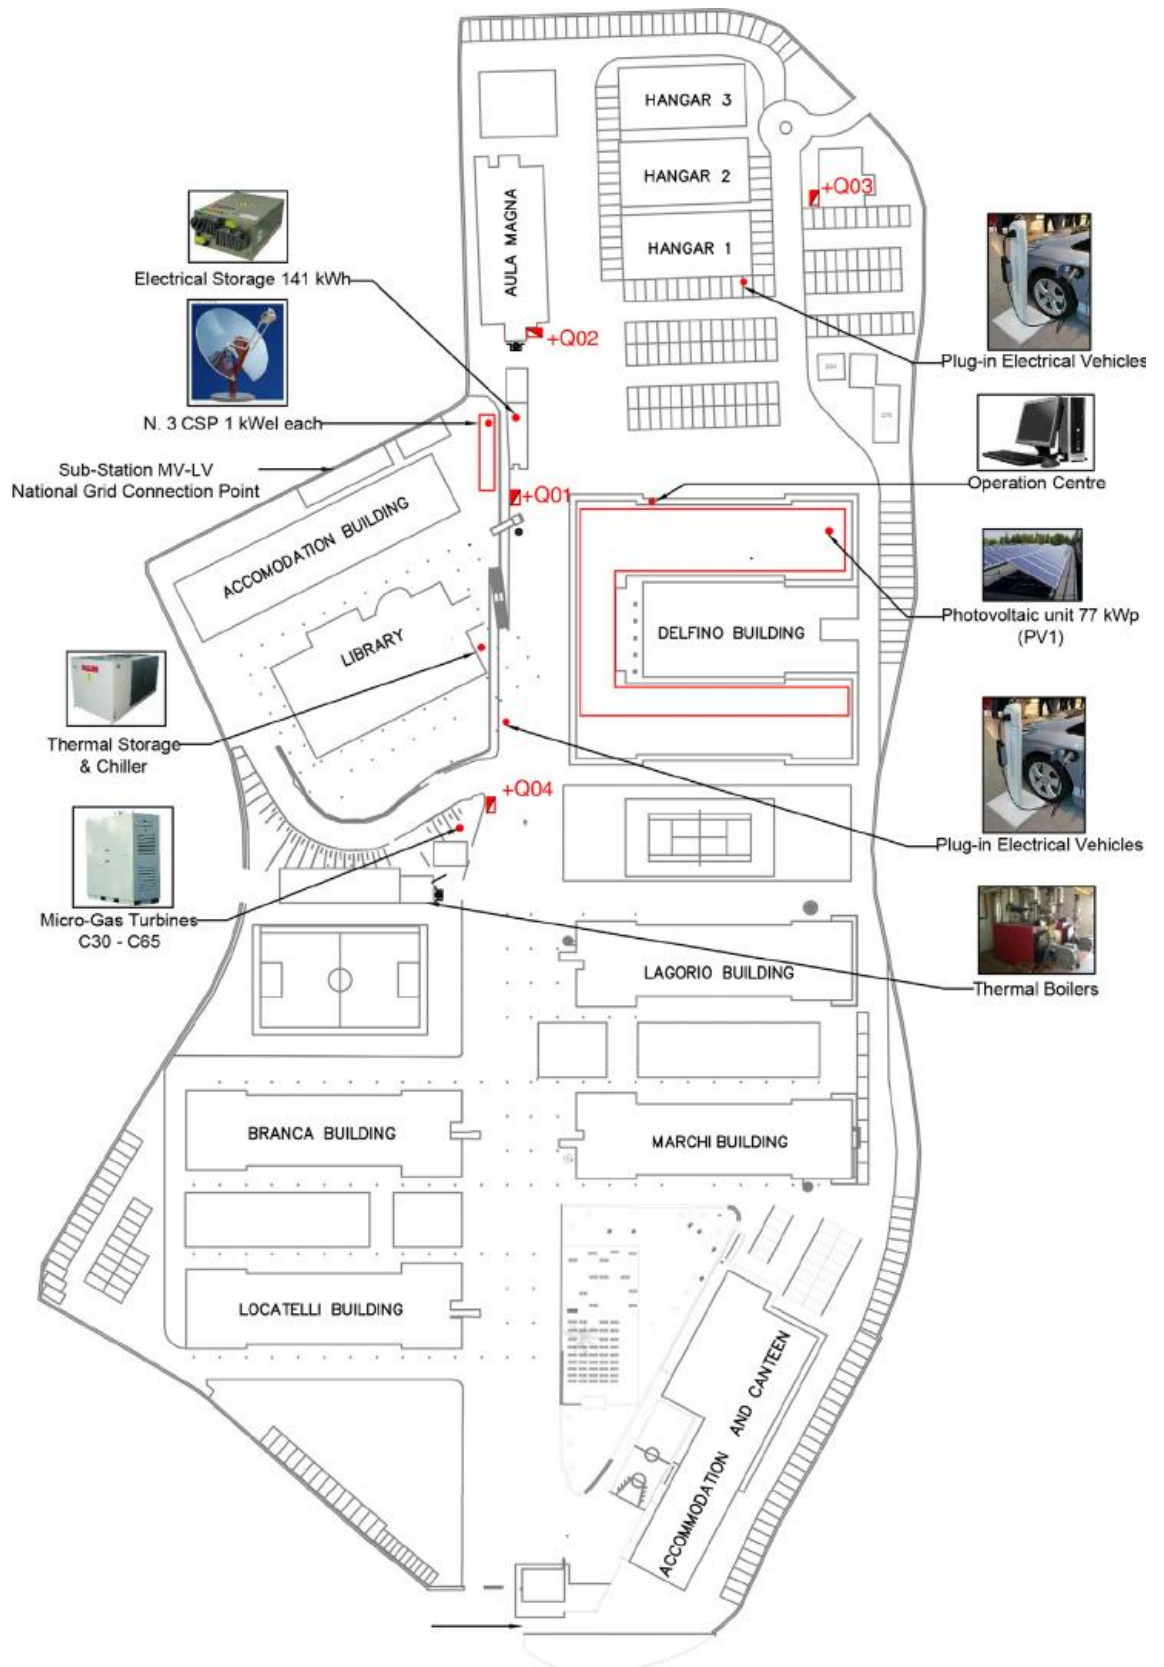 HANGAR 3
HANGAR 2
+Q03
HANGAR 1
AULA MAGNA
Electrical Storage 141 kWh
+Q02
Plug-in Electrical Vehicles
N. 3 CSP 1 kWel each
Sub-Station MV-LV
National Grid Connection Point
+Q01
Operation Centre
ACCOMODATION BUILDING
Photovoltaic unit 77 kWp
(PV1)
DELFINO BUILDING
LIBRARY
Thermal Storage
& Chiller
+Q04
Plug-in Electrical Vehicles
Micro-Gas Turbines
C30 - C65
LAGORIO BUILDING
Thermal Boilers
BRANCA BUILDING
MARCHI BUILDING
LOCATELLI BUILDING
ACCOMMODATION AND CANTEEN